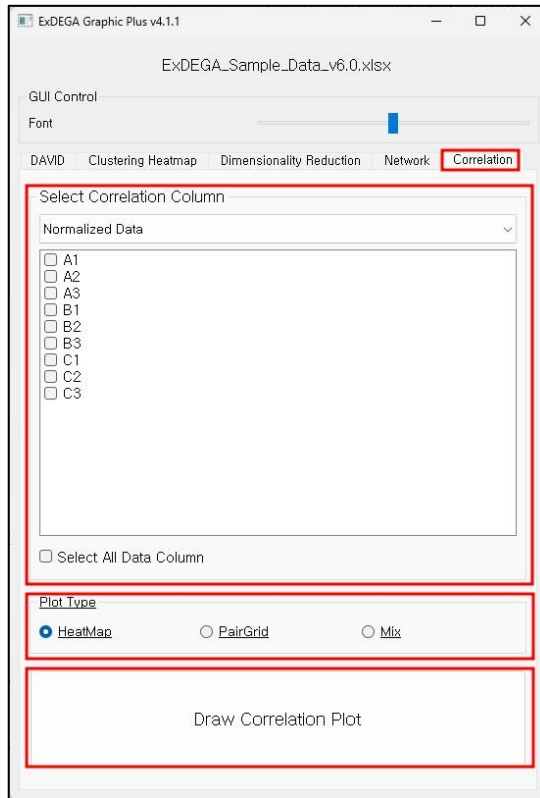 ExDEGA Graphic Plus v4.1.1
ExDEGA_Sample_Data_v6.0.xlsx
GUI Control
Font
DAVID Clustering Heatmap Dimensionality Reduction Network Correlation
Select Correlation Column
Normalized Data
A1
A2
A3
B1
B2
B3
C1
C2
C3
Select All Data Column
Plot Type
HeatMap PairGrid Mix
Draw Correlation Plot